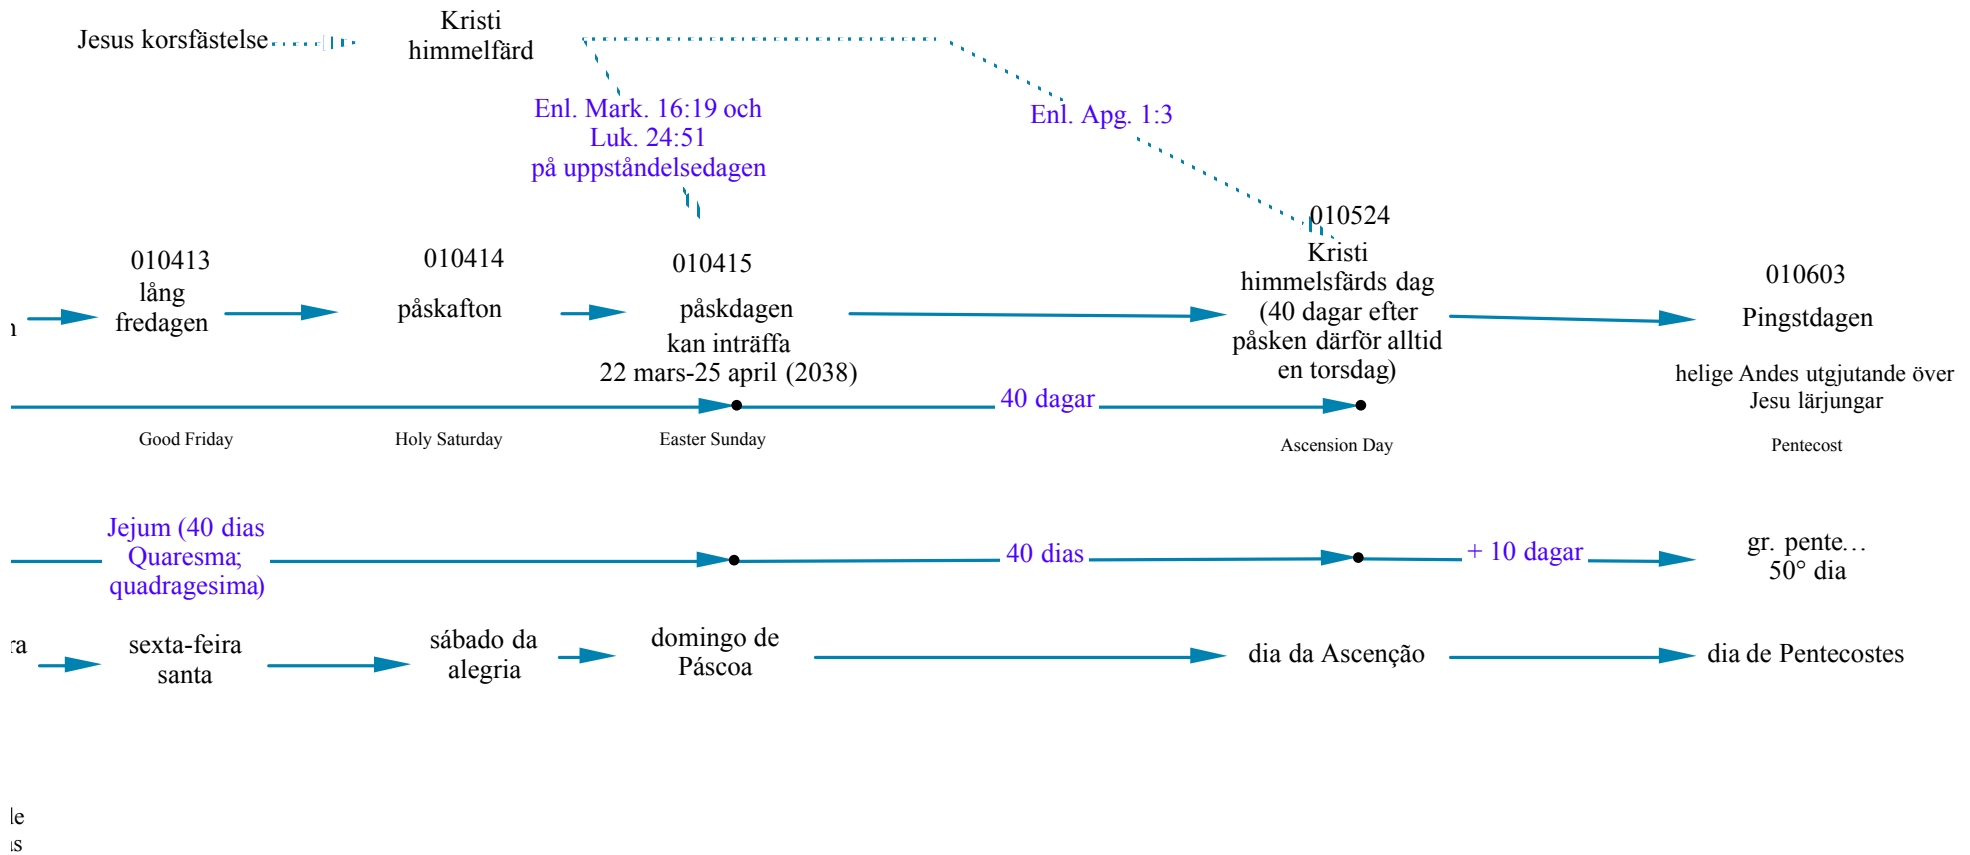 Jesus korsfästelse
Kristi
himmelfärd
Enl. Mark. 16:19 och
Luk. 24:51
på uppståndelsedagen
Enl. Apg. 1:3
010413
lång
fredagen
010414
påskafton
010415
påskdagen
kan inträffa
22 mars-25 april (2038)
010524
Kristi
himmelsfärds dag
(40 dagar efter
påsken därför alltid
en torsdag)
010603
Pingstdagen
helige Andes utgjutande över
Jesu lärjungar
40 dagar
Good Friday
Holy Saturday
Easter Sunday
Ascension Day
Pentecost
Jejum (40 dias
Quaresma;
quadragesima)
40 dias
+ 10 dagar
gr. pente…
50° dia
ra
sexta-feira
santa
sábado da
alegria
domingo de
Páscoa
dia da Ascenção
dia de Pentecostes